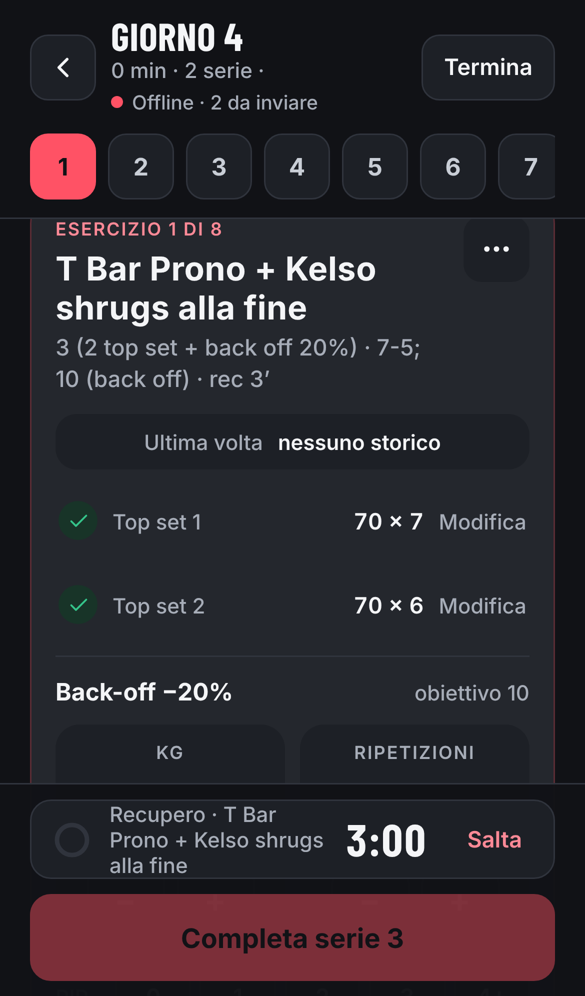 GIORNO 4
0 min · 2 serie ·
Offline · 2 da inviare
Termina
1 2 3 4 5 6 7
ESERCIZIO 1 DI 8
T Bar Prono + Kelso
shrugs alla fine
3 (2 top set + back off 20%) · 7-5;
10 (back off) · rec 3′
Ultima volta nessuno storico
Top set 1 70 × 7 Modifica
Top set 2 70 × 6 Modifica
Back-off −20% obiettivo 10
KG RIPETIZIONI
Recupero · T Bar
Prono + Kelso shrugs
alla fine
3:00 Salta
Completa serie 3